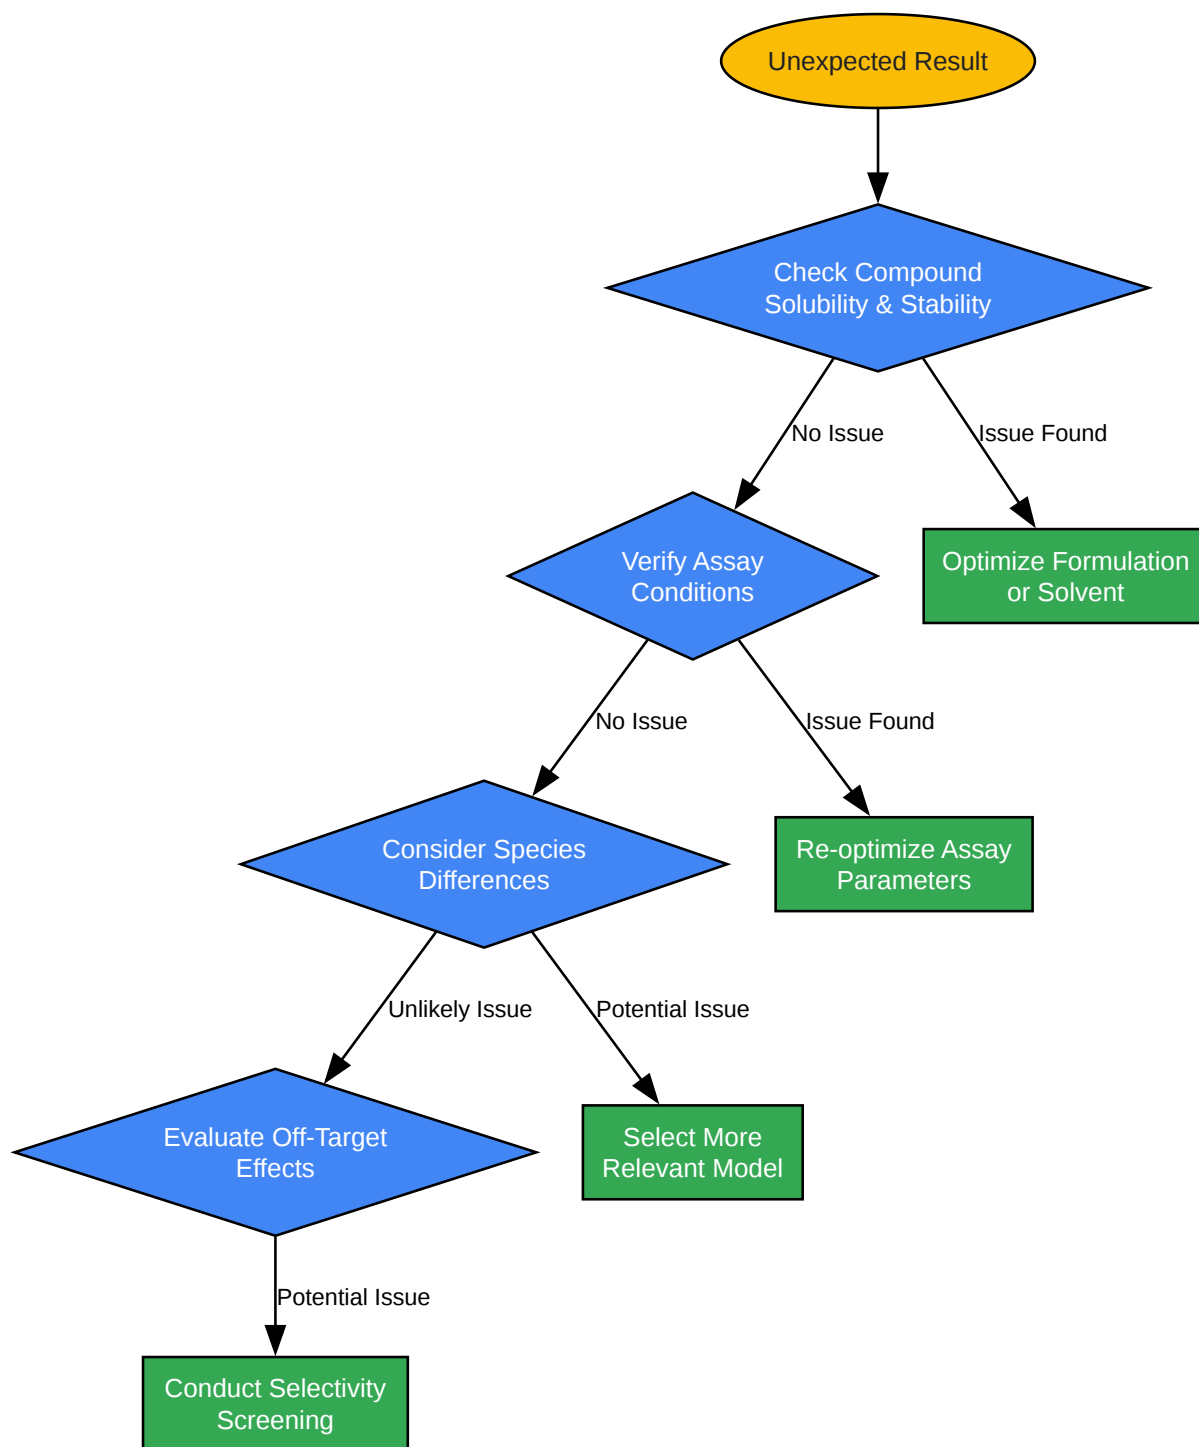 Unexpected Result
Check Compound
Solubility & Stability
No Issue
Issue Found
Verify Assay
Conditions
Optimize Formulation
or Solvent
No Issue
Issue Found
Consider Species
Differences
Re-optimize Assay
Parameters
Unlikely Issue
Potential Issue
Evaluate Off-Target
Effects
Select More
Relevant Model
Potential Issue
Conduct Selectivity
Screening